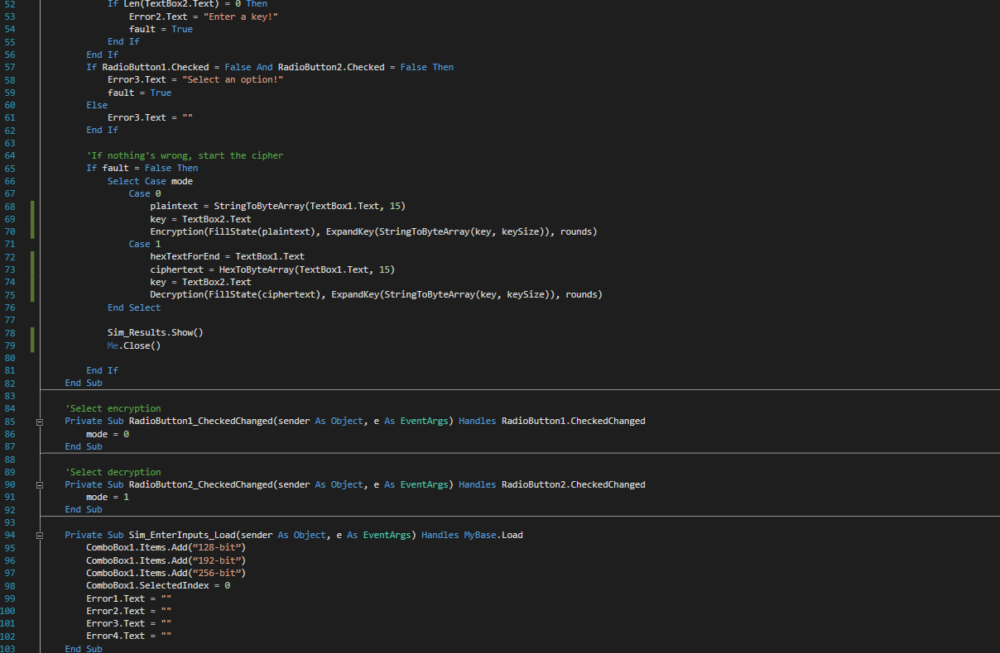 52 If Len(TextBox2.Text) = 0 Then
53 Error2.Text = "Enter a key!"
54 fault = True
55 End If
56 End If
57 If RadioButton1.Checked = False And RadioButton2.Checked = False Then
58 Error3.Text = "Select an option!"
59 fault = True
60 Else
61 Error3.Text = ""
62 End If
63
64 'If nothing's wrong, start the cipher
65 If fault = False Then
66 Select Case mode
67 Case 0
68 plaintext = StringToByteArray(TextBox1.Text, 15)
69 key = TextBox2.Text
70 Encryption(FillState(plaintext), ExpandKey(StringToByteArray(key, keySize)), rounds)
71 Case 1
72 hexTextForEnd = TextBox1.Text
73 ciphertext = HexToByteArray(TextBox1.Text, 15)
74 key = TextBox2.Text
75 Decryption(FillState(ciphertext), ExpandKey(StringToByteArray(key, keySize)), rounds)
76 End Select
77
78 Sim_Results.Show()
79 Me.Close()
80
81 End If
82 End Sub
83
84 'Select encryption
85 Private Sub RadioButton1_CheckedChanged(sender As Object, e As EventArgs) Handles RadioButton1.CheckedChanged
86 mode = 0
87 End Sub
88
89 'Select decryption
90 Private Sub RadioButton2_CheckedChanged(sender As Object, e As EventArgs) Handles RadioButton2.CheckedChanged
91 mode = 1
92 End Sub
93
94 Private Sub Sim_EnterInputs_Load(sender As Object, e As EventArgs) Handles MyBase.Load
95 ComboBox1.Items.Add(“128-bit”)
96 ComboBox1.Items.Add(“192-bit”)
97 ComboBox1.Items.Add(“256-bit”)
98 ComboBox1.SelectedIndex = 0
99 Error1.Text = ""
100 Error2.Text = ""
101 Error3.Text = ""
102 Error4.Text = ""
103 End Sub